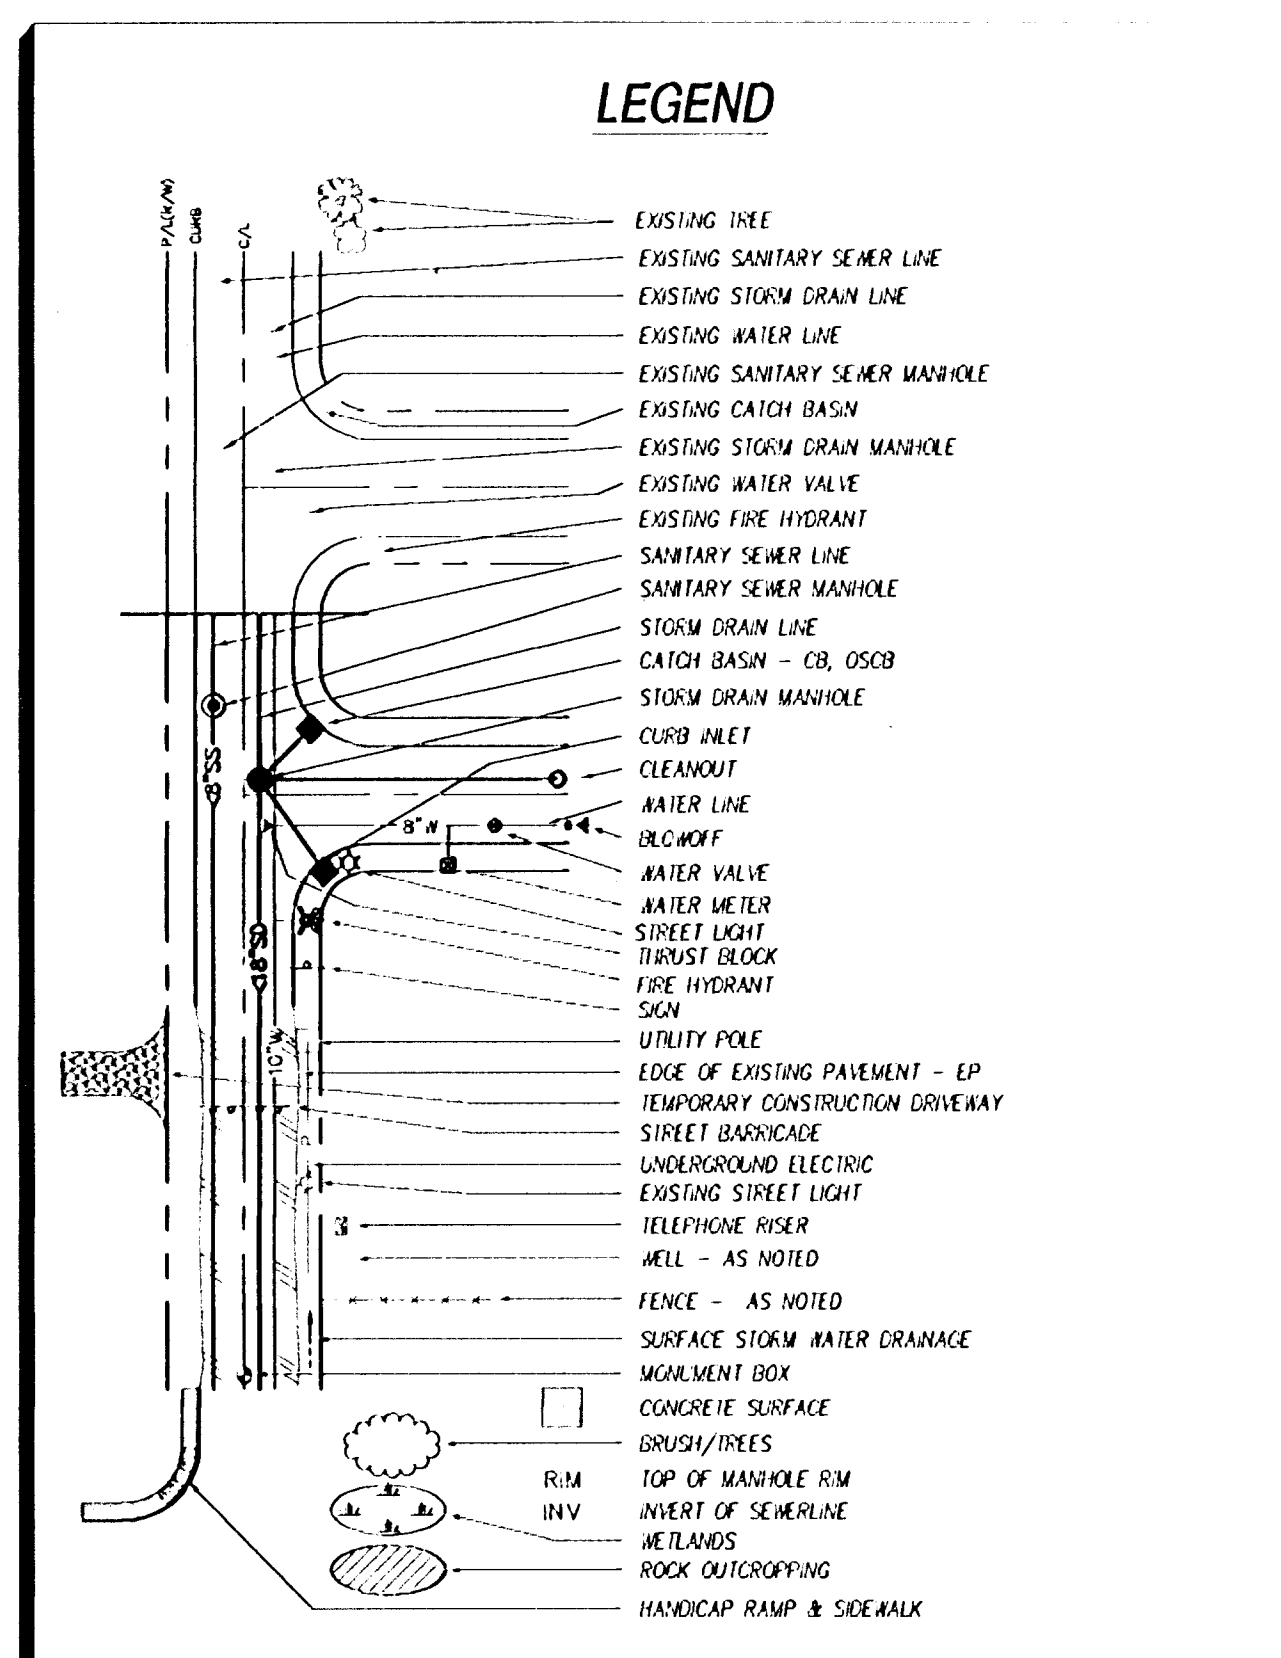 LEGEND
P/L(R/W)
CURB
C/L
EXISTING TREE
EXISTING SANITARY SEWER LINE
EXISTING STORM DRAIN LINE
EXISTING WATER LINE
EXISTING SANITARY SEWER MANHOLE
EXISTING CATCH BASIN
EXISTING STORM DRAIN MANHOLE
EXISTING WATER VALVE
EXISTING FIRE HYDRANT
SANITARY SEWER LINE
SANITARY SEWER MANHOLE
STORM DRAIN LINE
CATCH BASIN - CB, OSCB
STORM DRAIN MANHOLE
CURB INLET
CLEANOUT
WATER LINE
BLOWOFF
WATER VALVE
WATER METER
STREET LIGHT
THRUST BLOCK
FIRE HYDRANT
SIGN
UTILITY POLE
EDGE OF EXISTING PAVEMENT - EP
TEMPORARY CONSTRUCTION DRIVEWAY
STREET BARRICADE
UNDERGROUND ELECTRIC
EXISTING STREET LIGHT
TELEPHONE RISER
WELL - AS NOTED
FENCE - AS NOTED
SURFACE STORM WATER DRAINAGE
MONUMENT BOX
CONCRETE SURFACE
BRUSH/TREES
RIM TOP OF MANHOLE RIM
INV INVERT OF SEWERLINE
WETLANDS
ROCK OUTCROPPING
HANDICAP RAMP & SIDEWALK
8"SS
8"W
18"SD
10"W